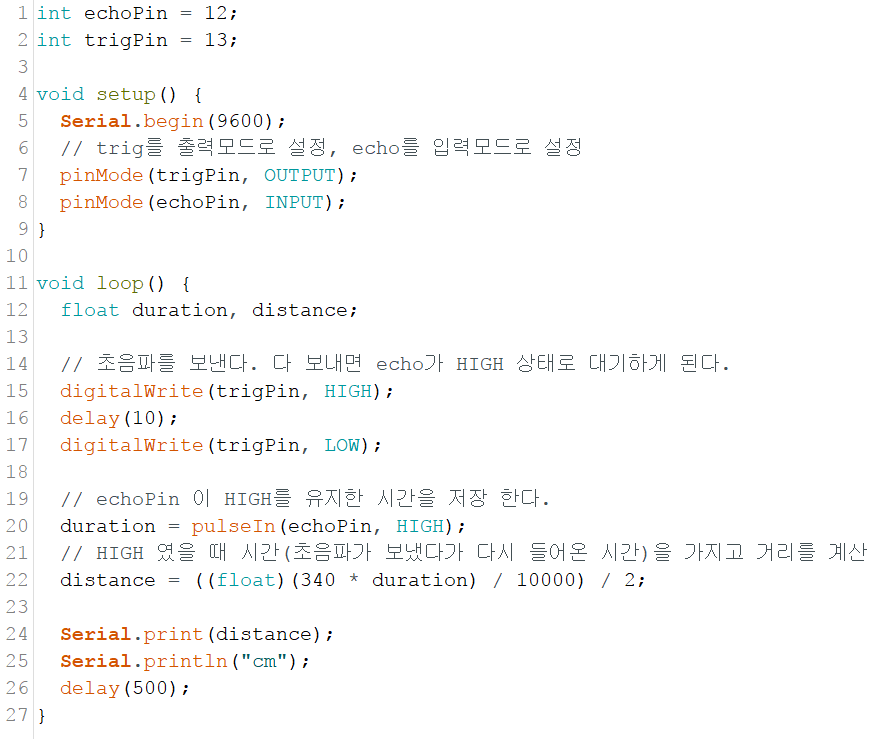 1 int echoPin = 12;
2 int trigPin = 13;
3
4 void setup() {
5   Serial.begin(9600);
6   // trig를 출력모드로 설정, echo를 입력모드로 설정
7   pinMode(trigPin, OUTPUT);
8   pinMode(echoPin, INPUT);
9 }
10
11 void loop() {
12   float duration, distance;
13
14   // 초음파를 보낸다. 다 보내면 echo가 HIGH 상태로 대기하게 된다.
15   digitalWrite(trigPin, HIGH);
16   delay(10);
17   digitalWrite(trigPin, LOW);
18
19   // echoPin 이 HIGH를 유지한 시간을 저장 한다.
20   duration = pulseIn(echoPin, HIGH);
21   // HIGH 였을 때 시간(초음파가 보냈다가 다시 들어온 시간)을 가지고 거리를 계산
22   distance = ((float)(340 * duration) / 10000) / 2;
23
24   Serial.print(distance);
25   Serial.println("cm");
26   delay(500);
27 }